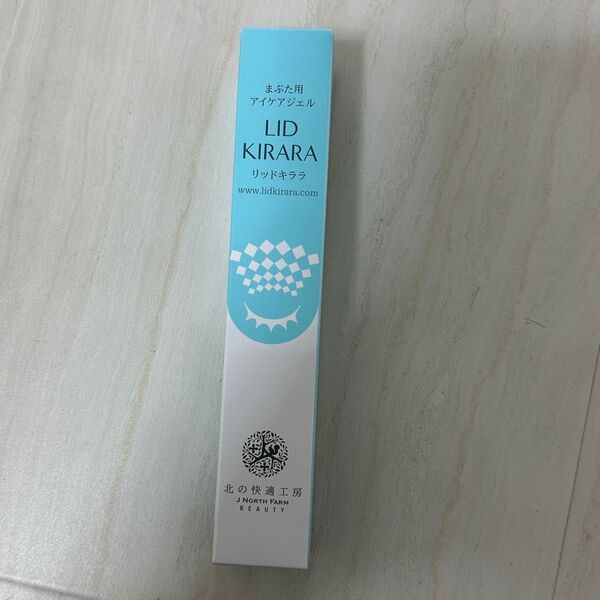 まぶた用
アイケアジェル
LID
KIRARA
リッドキララ
www.lidkirara.com
北の快適工房
J NORTH FARM
BEAUTY